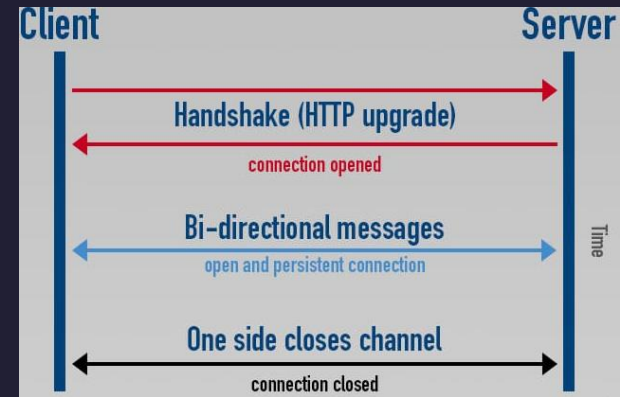 Client
Server
Handshake (HTTP upgrade)
connection opened
Bi-directional messages
open and persistent connection
Time
One side closes channel
connection closed